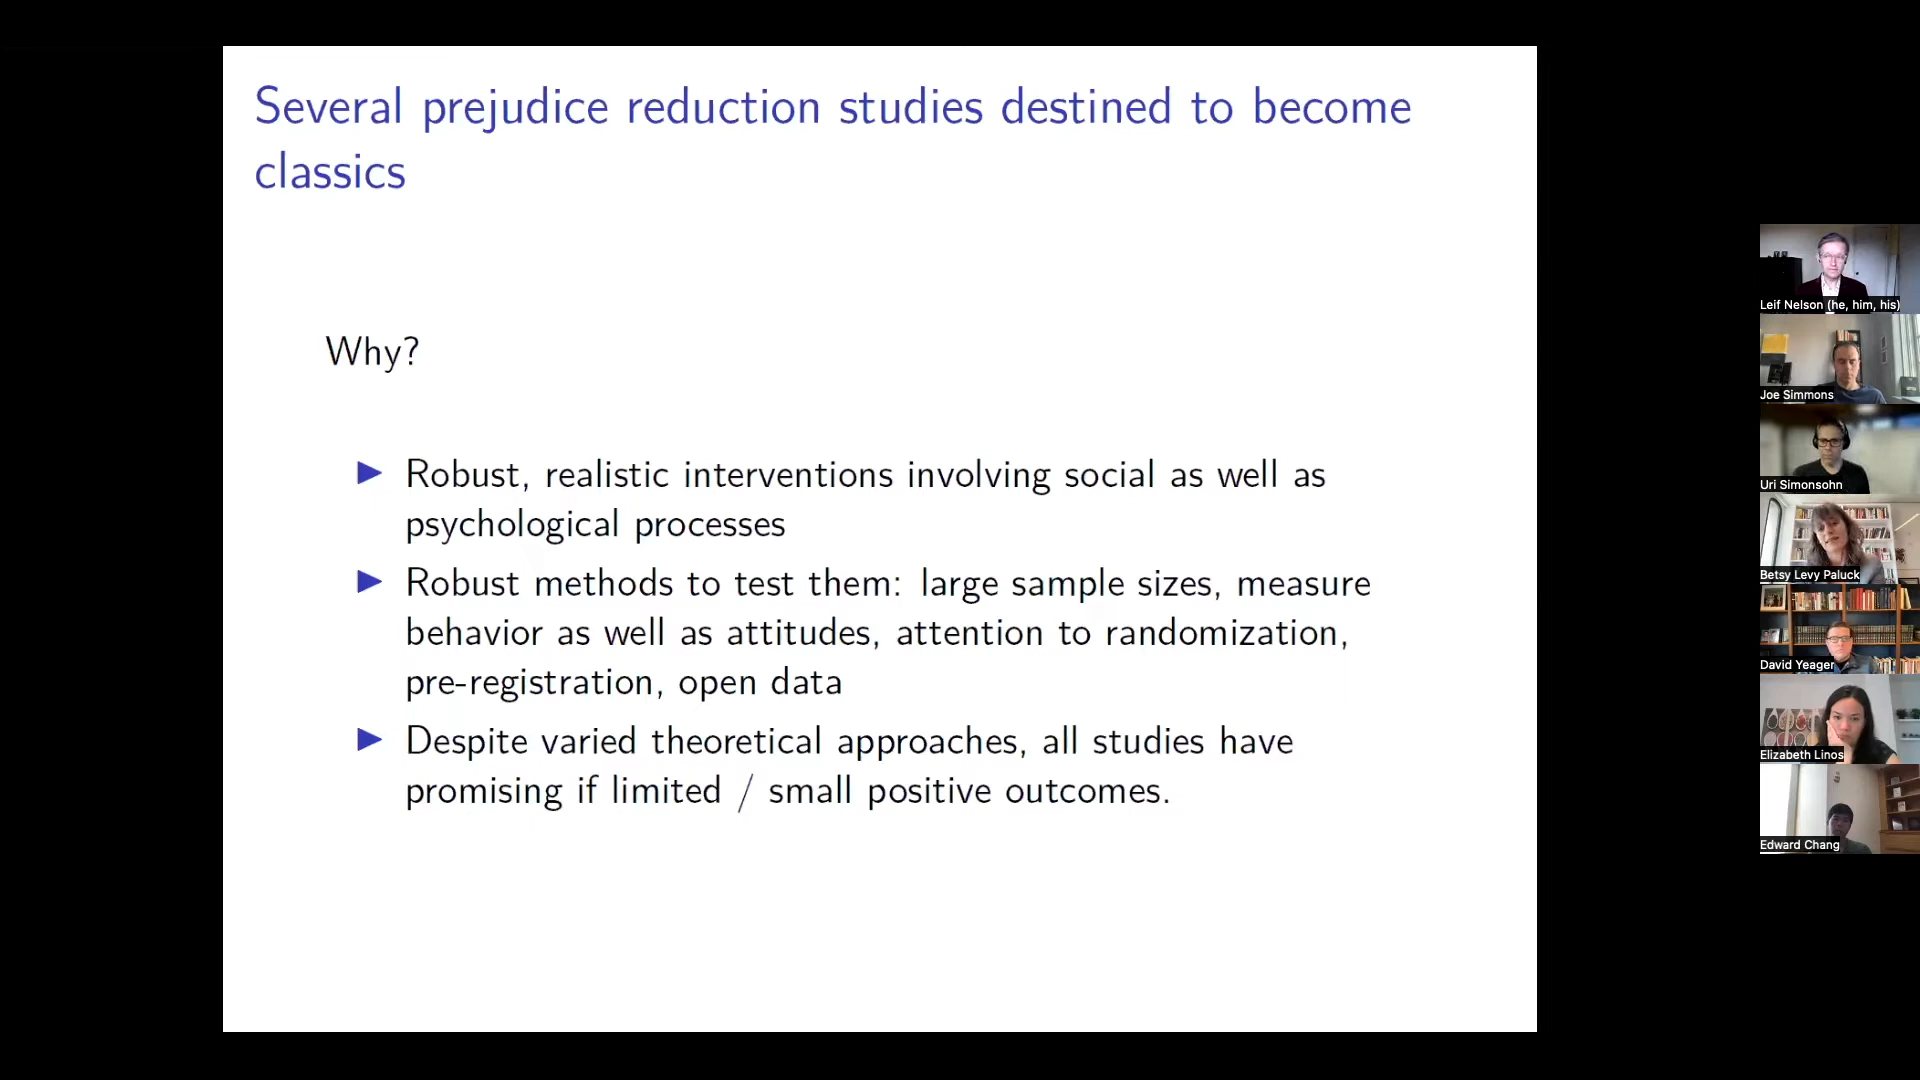 Several prejudice reduction studies destined to become
classics
Why?
▶ Robust, realistic interventions involving social as well as
psychological processes
▶ Robust methods to test them: large sample sizes, measure
behavior as well as attitudes, attention to randomization,
pre-registration, open data
▶ Despite varied theoretical approaches, all studies have
promising if limited / small positive outcomes.
Leif Nelson (he, him, his)
Joe Simmons
Uri Simonsohn
Betsy Levy Paluck
David Yeager
Elizabeth Linos
Edward Chang